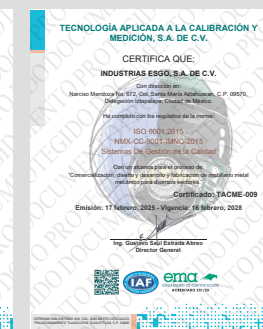 TECNOLOGÍA APLICADA A LA CALIBRACIÓN Y
MEDICIÓN, S.A. DE C.V.
CERTIFICA QUE:
INDUSTRIAS ESGO, S.A. DE C.V.
Con dirección en:
Narciso Mendoza No. 672, Col. Santa María Aztahuacan, C.P. 09570,
Delegación Iztapalapa, Ciudad de México.
Ha cumplido con los requisitos de la norma:
ISO 9001:2015
NMX-CC-9001-IMNC-2015
Sistemas De Gestión de la Calidad
Con un alcance para el proceso de:
"Comercialización, diseño y desarrollo y fabricación de mobiliario metal
mecánico para diversos sectores
Certificado: TACME-009
Emisión: 17 febrero, 2025 - Vigencia: 16 febrero, 2028
Ing. Gustavo Saúl Estrada Abreo
Director General
IAF
ema
ORGANISMO DE CERTIFICACIÓN